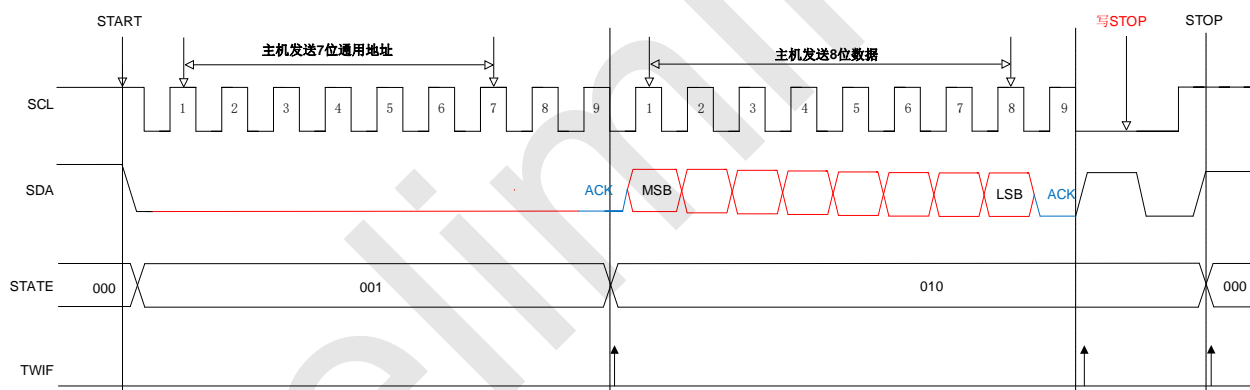 START
写STOP
STOP
主机发送7位通用地址
主机发送8位数据
SCL
1 2 3 4 5 6 7 8 9 1 2 3 4 5 6 7 8 9
SDA
ACK MSB LSB ACK
STATE
000 001 010 000
TWIF